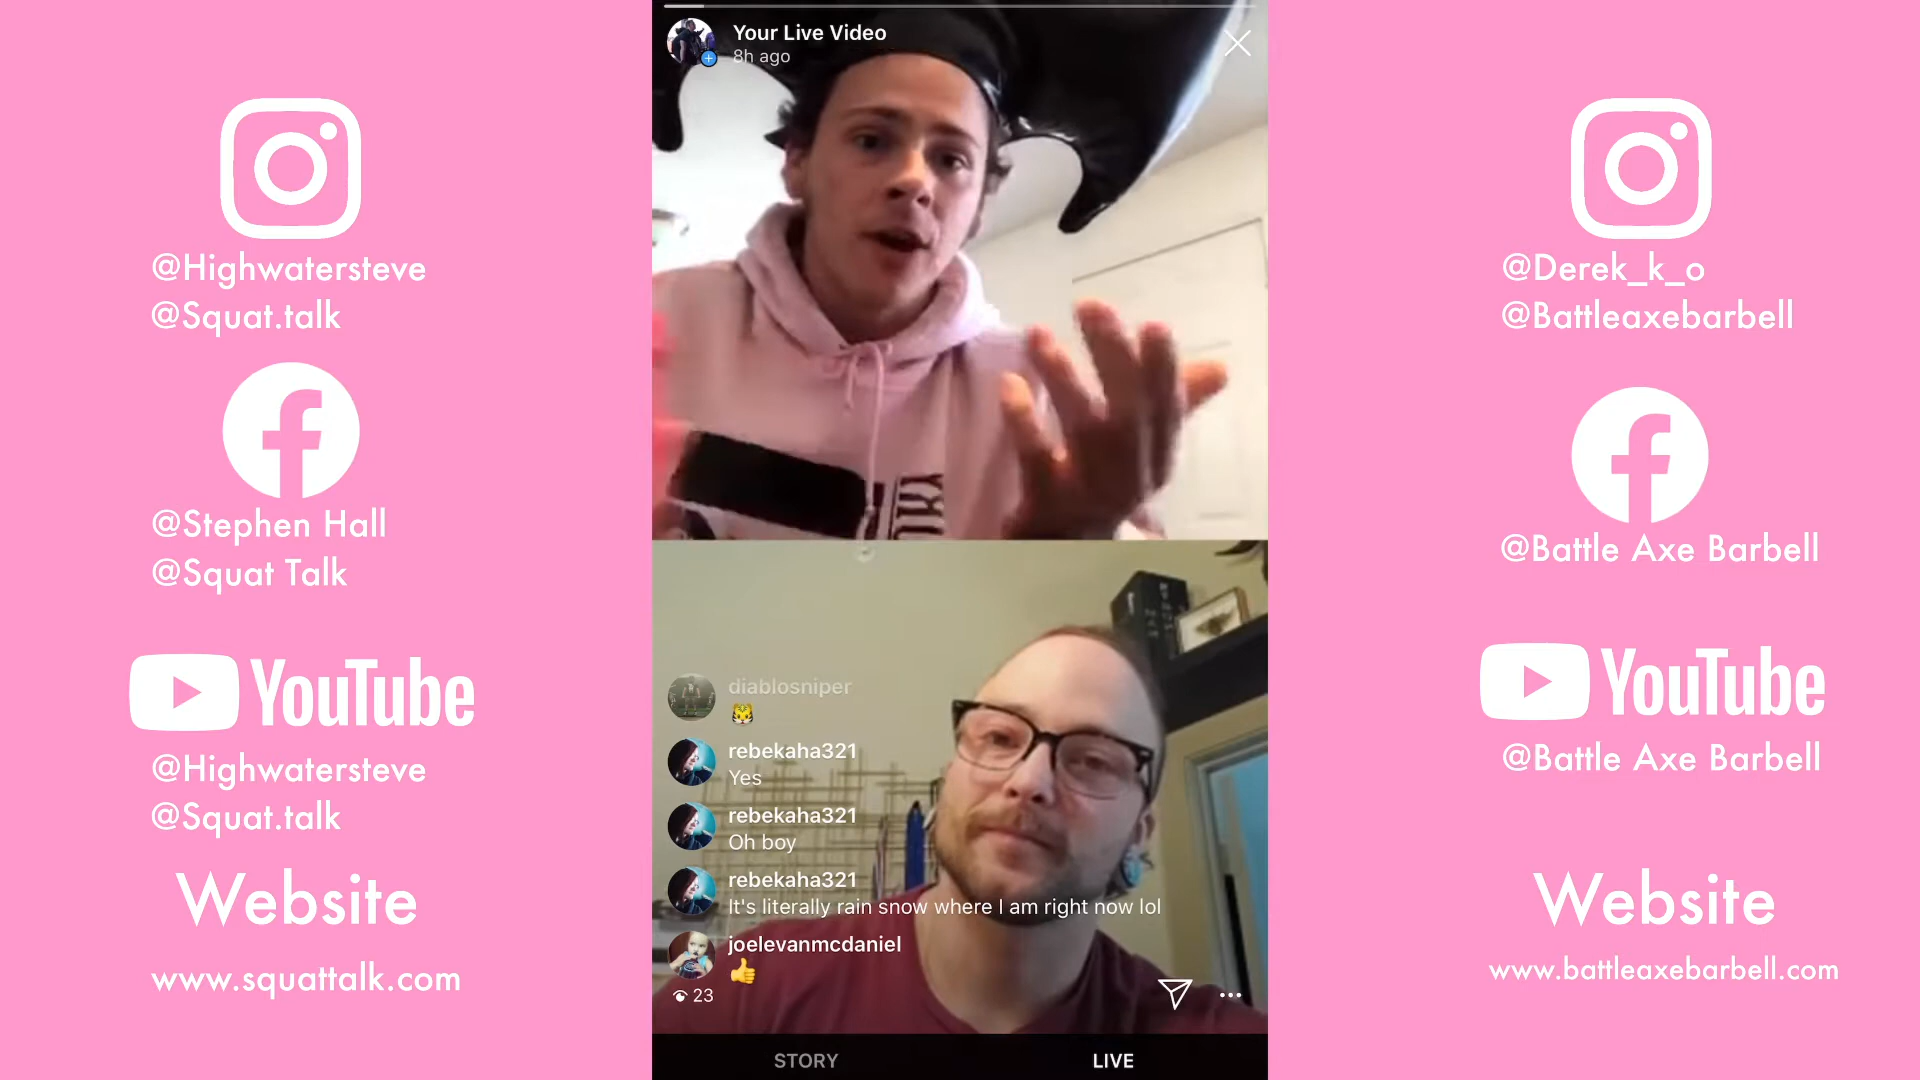 @Highwatersteve
@Squat.talk
@Stephen Hall
@Squat Talk
YouTube
@Highwatersteve
@Squat.talk
Website
www.squattalk.com
Your Live Video
8h ago
diablosniper
🐯
rebekaha321
Yes
rebekaha321
Oh boy
rebekaha321
It's literally rain snow where I am right now lol
joelevanmcdaniel
👍
23
STORY
LIVE
@Derek_k_o
@Battleaxebarbell
@Battle Axe Barbell
YouTube
@Battle Axe Barbell
Website
www.battleaxebarbell.com